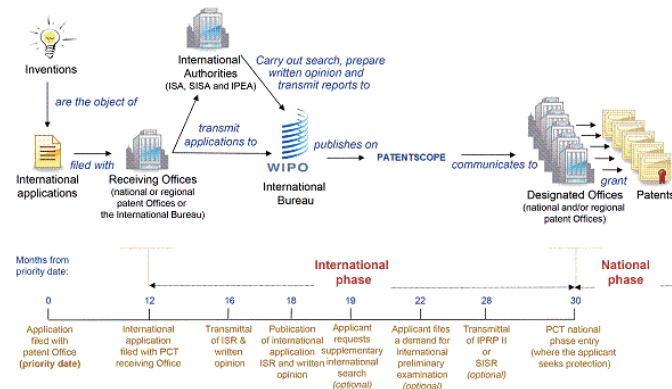 Inventions
are the object of
International
applications
filed with
Receiving Offices
(national or regional
patent Offices or
the International Bureau)
International
Authorities
(ISA, SISA and IPEA)
transmit
applications to
Carry out search, prepare
written opinion and
transmit reports to
WIPO
International
Bureau
publishes on
PATENTSCOPE
communicates to
Designated Offices
(national and/or regional
patent Offices)
grant
Patents
Months from
priority date:
International
phase
National
phase
0
12
16
18
19
22
28
30
Application
filed with
patent Office
(priority date)
International
application
filed with PCT
receiving Office
Transmittal
of ISR &
written
opinion
Publication
of international
application
ISR and written
opinion
Applicant
requests
supplementary
international
search
(optional)
Applicant files
a demand for
International
preliminary
examination
(optional)
Transmittal
of IPRP II
or
SISR
(optional)
PCT national
phase entry
(where the applicant
seeks protection)